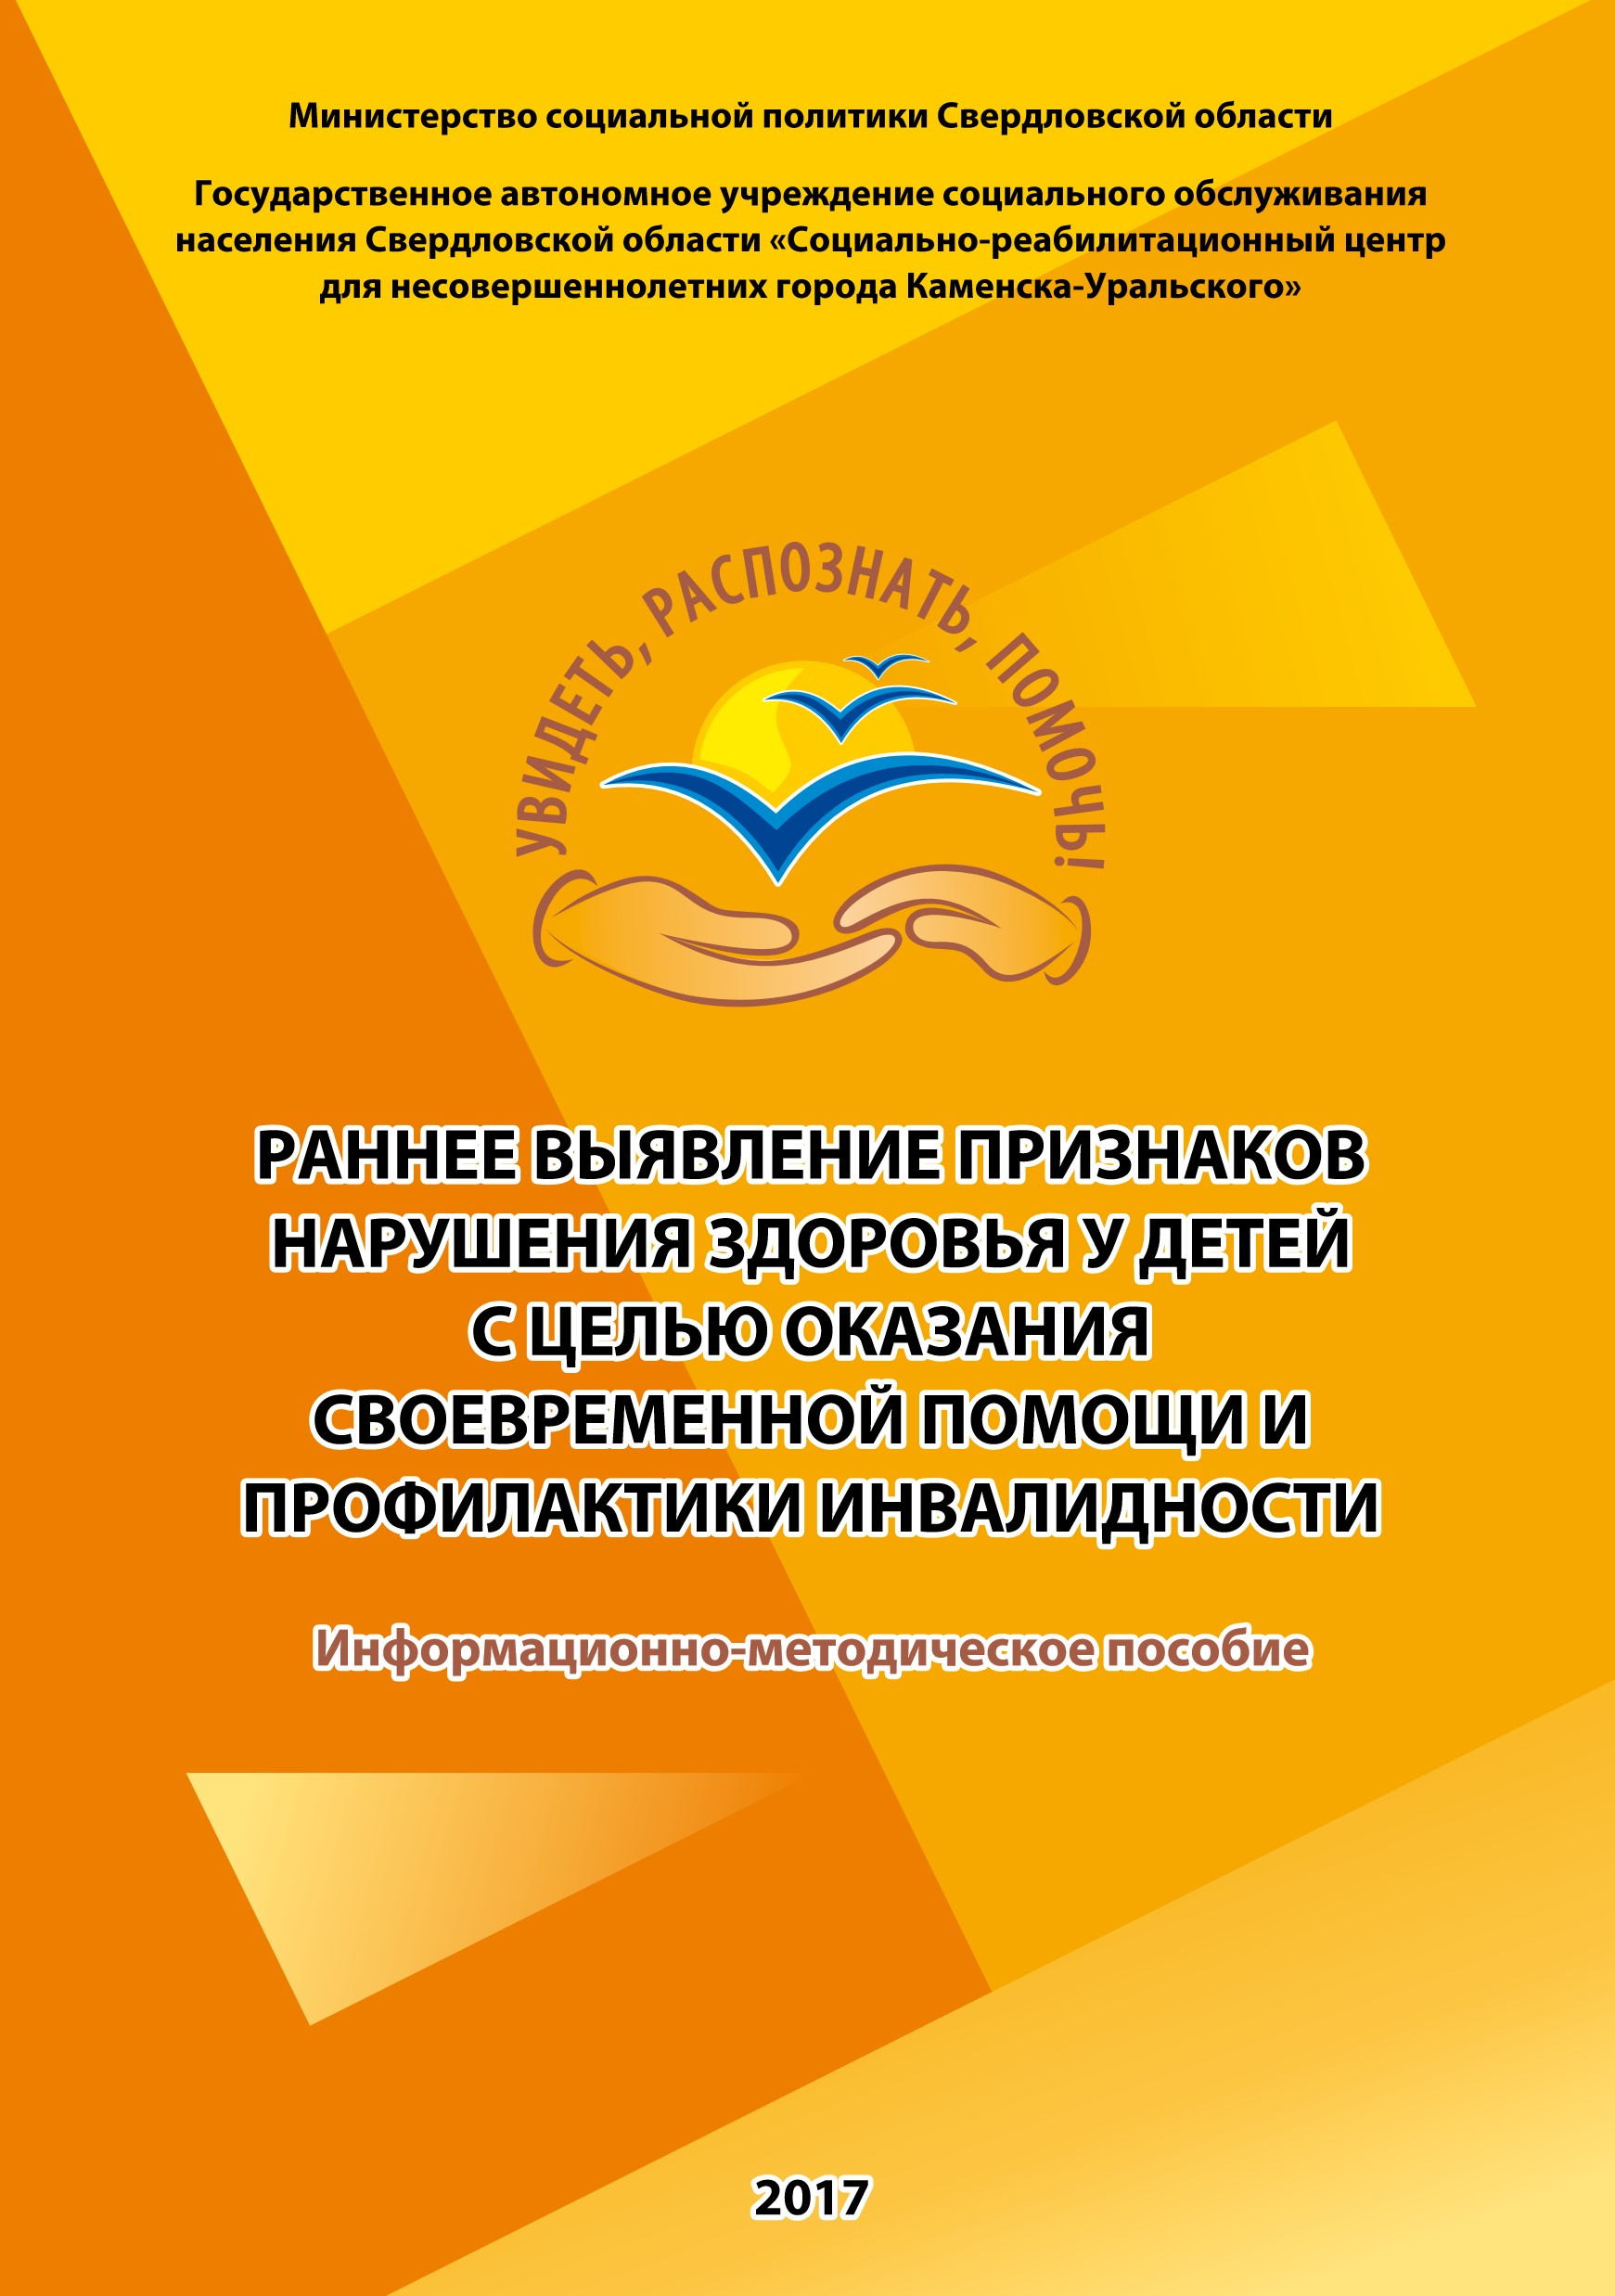 Министерство социальной политики Свердловской области
Государственное автономное учреждение социального обслуживания
населения Свердловской области «Социально-реабилитационный центр
для несовершеннолетних города Каменска-Уральского»
УВИДЕТЬ, РАСПОЗНАТЬ, ПОМОЧЬ!
РАННЕЕ ВЫЯВЛЕНИЕ ПРИЗНАКОВ
НАРУШЕНИЯ ЗДОРОВЬЯ У ДЕТЕЙ
С ЦЕЛЬЮ ОКАЗАНИЯ
СВОЕВРЕМЕННОЙ ПОМОЩИ И
ПРОФИЛАКТИКИ ИНВАЛИДНОСТИ
Информационно-методическое пособие
2017